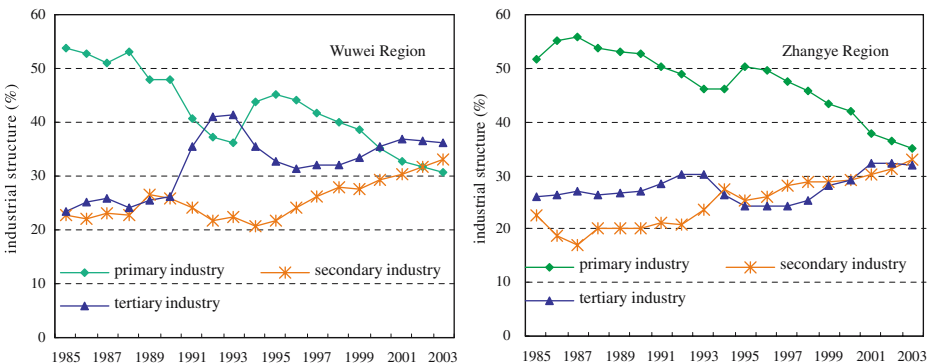 60
50
40
30
20
10
0
industrial structure (%)
Wuwei Region
primary industry
secondary industry
tertiary industry
1985 1987 1989 1991 1993 1995 1997 1999 2001 2003
60
50
40
30
20
10
0
industrial structure (%)
Zhangye Region
primary industry
secondary industry
tertiary industry
1985 1987 1989 1991 1993 1995 1997 1999 2001 2003